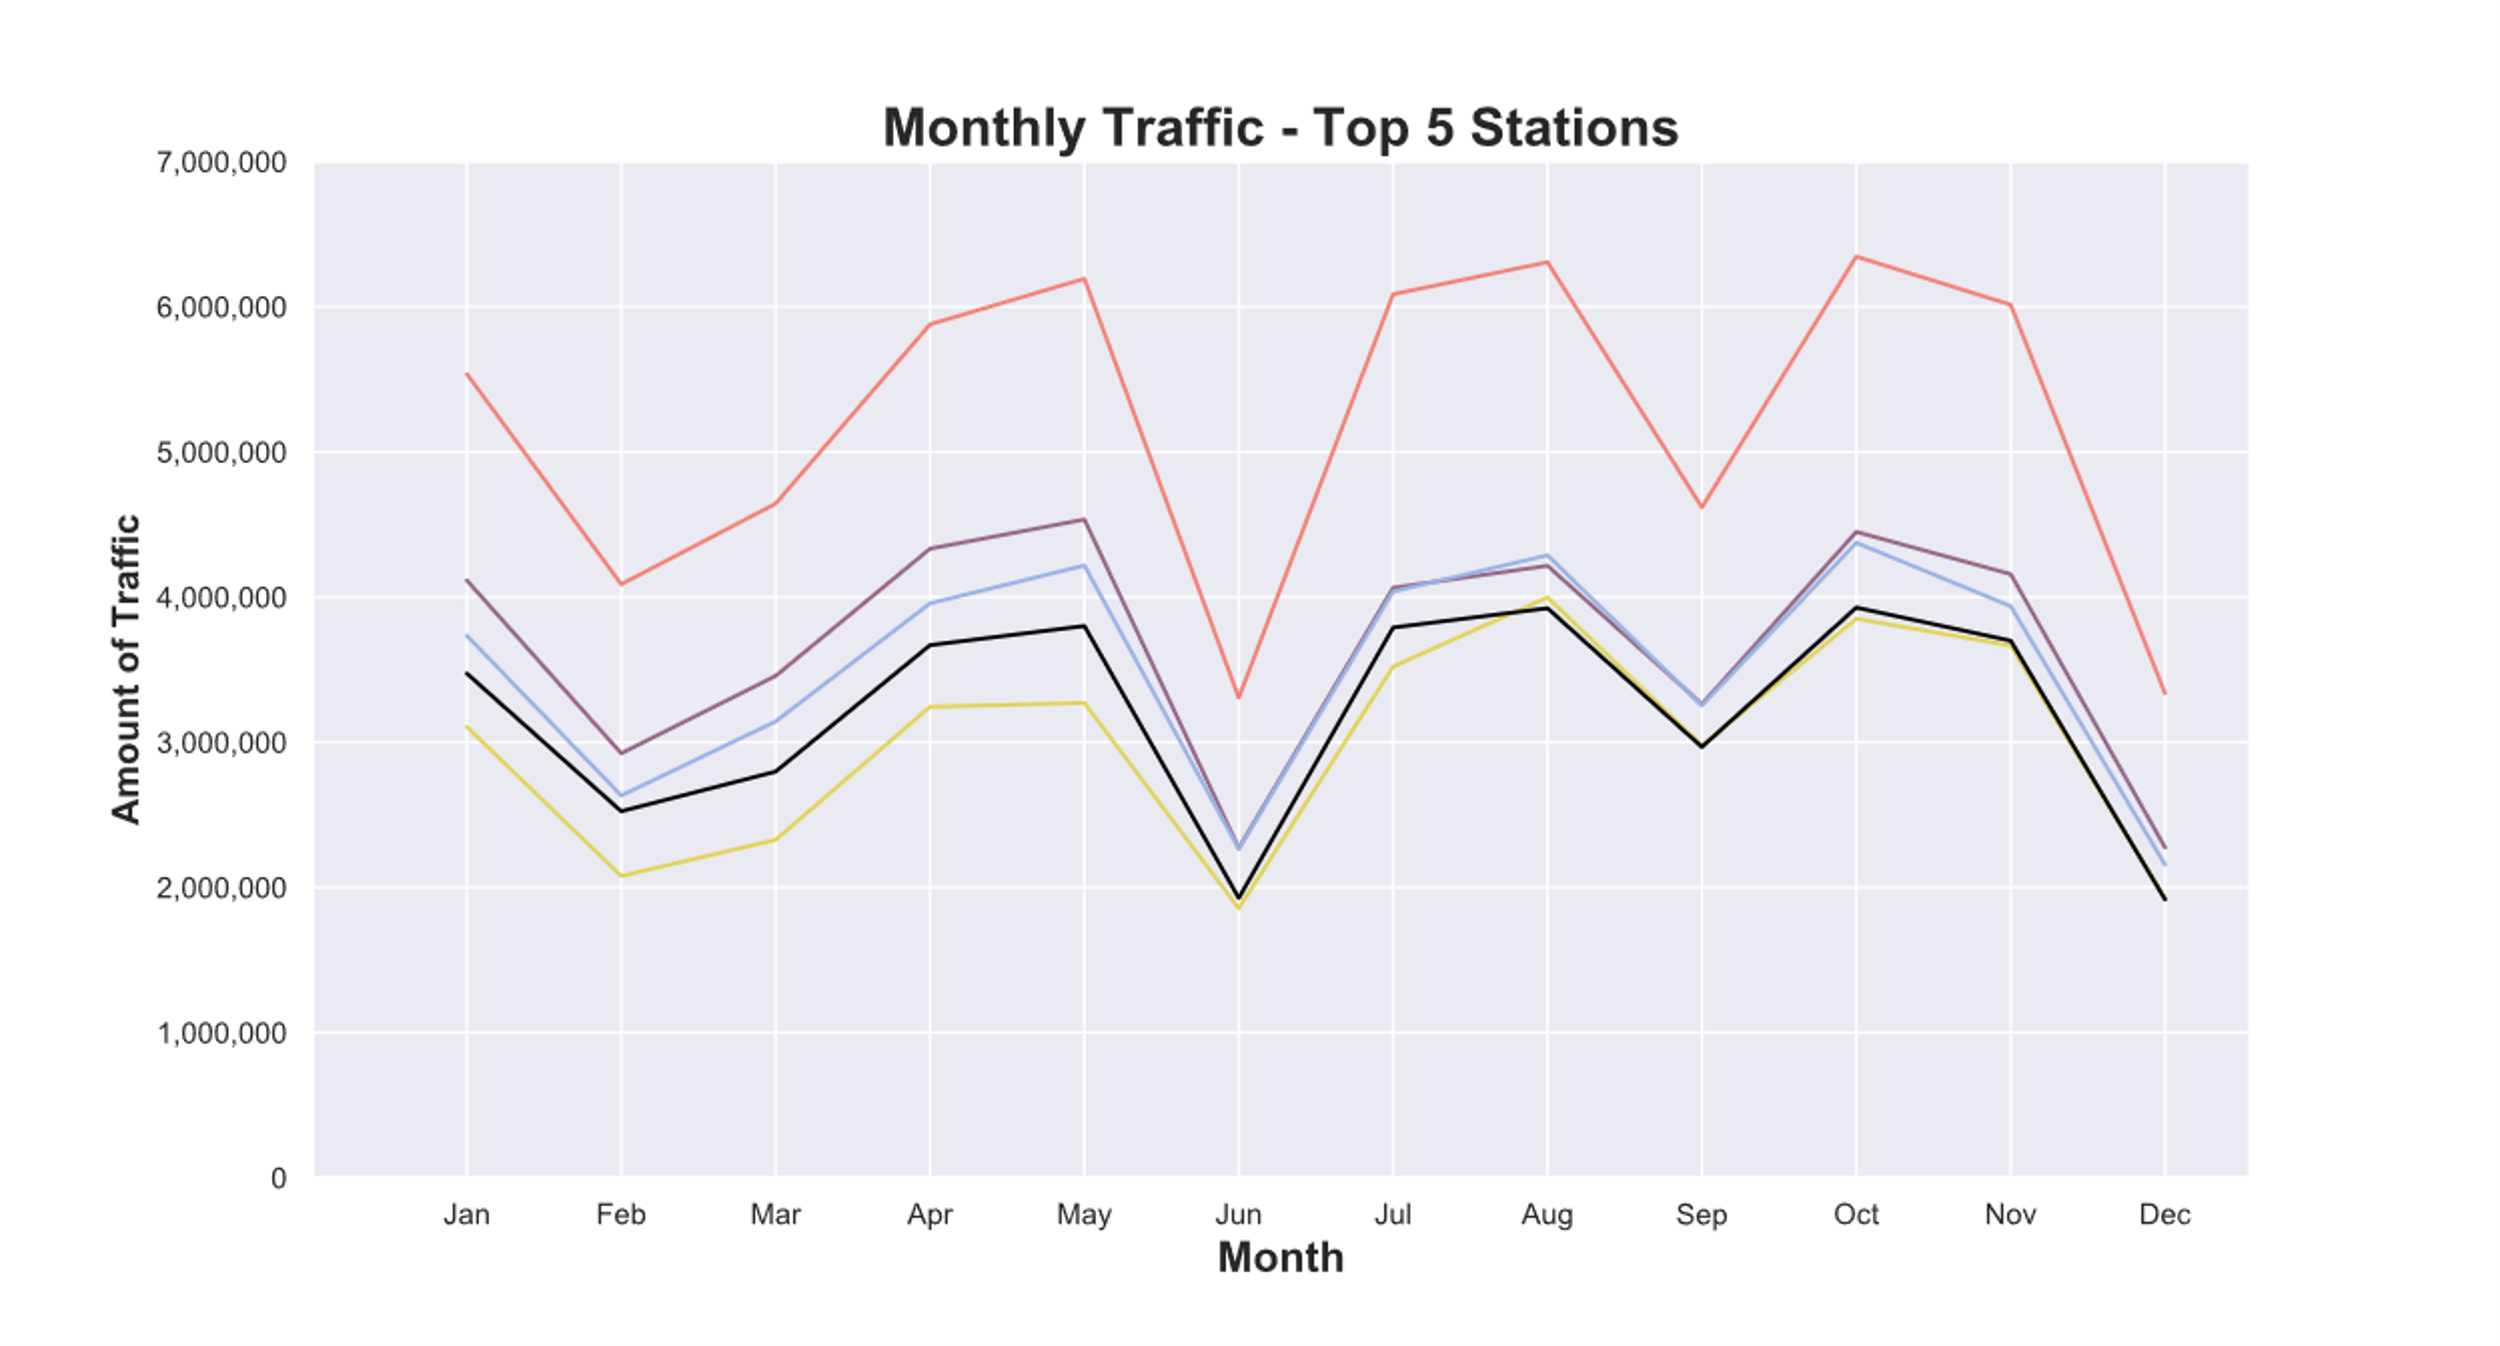 Monthly Traffic - Top 5 Stations
7,000,000
6,000,000
5,000,000
4,000,000
3,000,000
2,000,000
1,000,000
0
Amount of Traffic
Jan Feb Mar Apr May Jun Jul Aug Sep Oct Nov Dec
Month